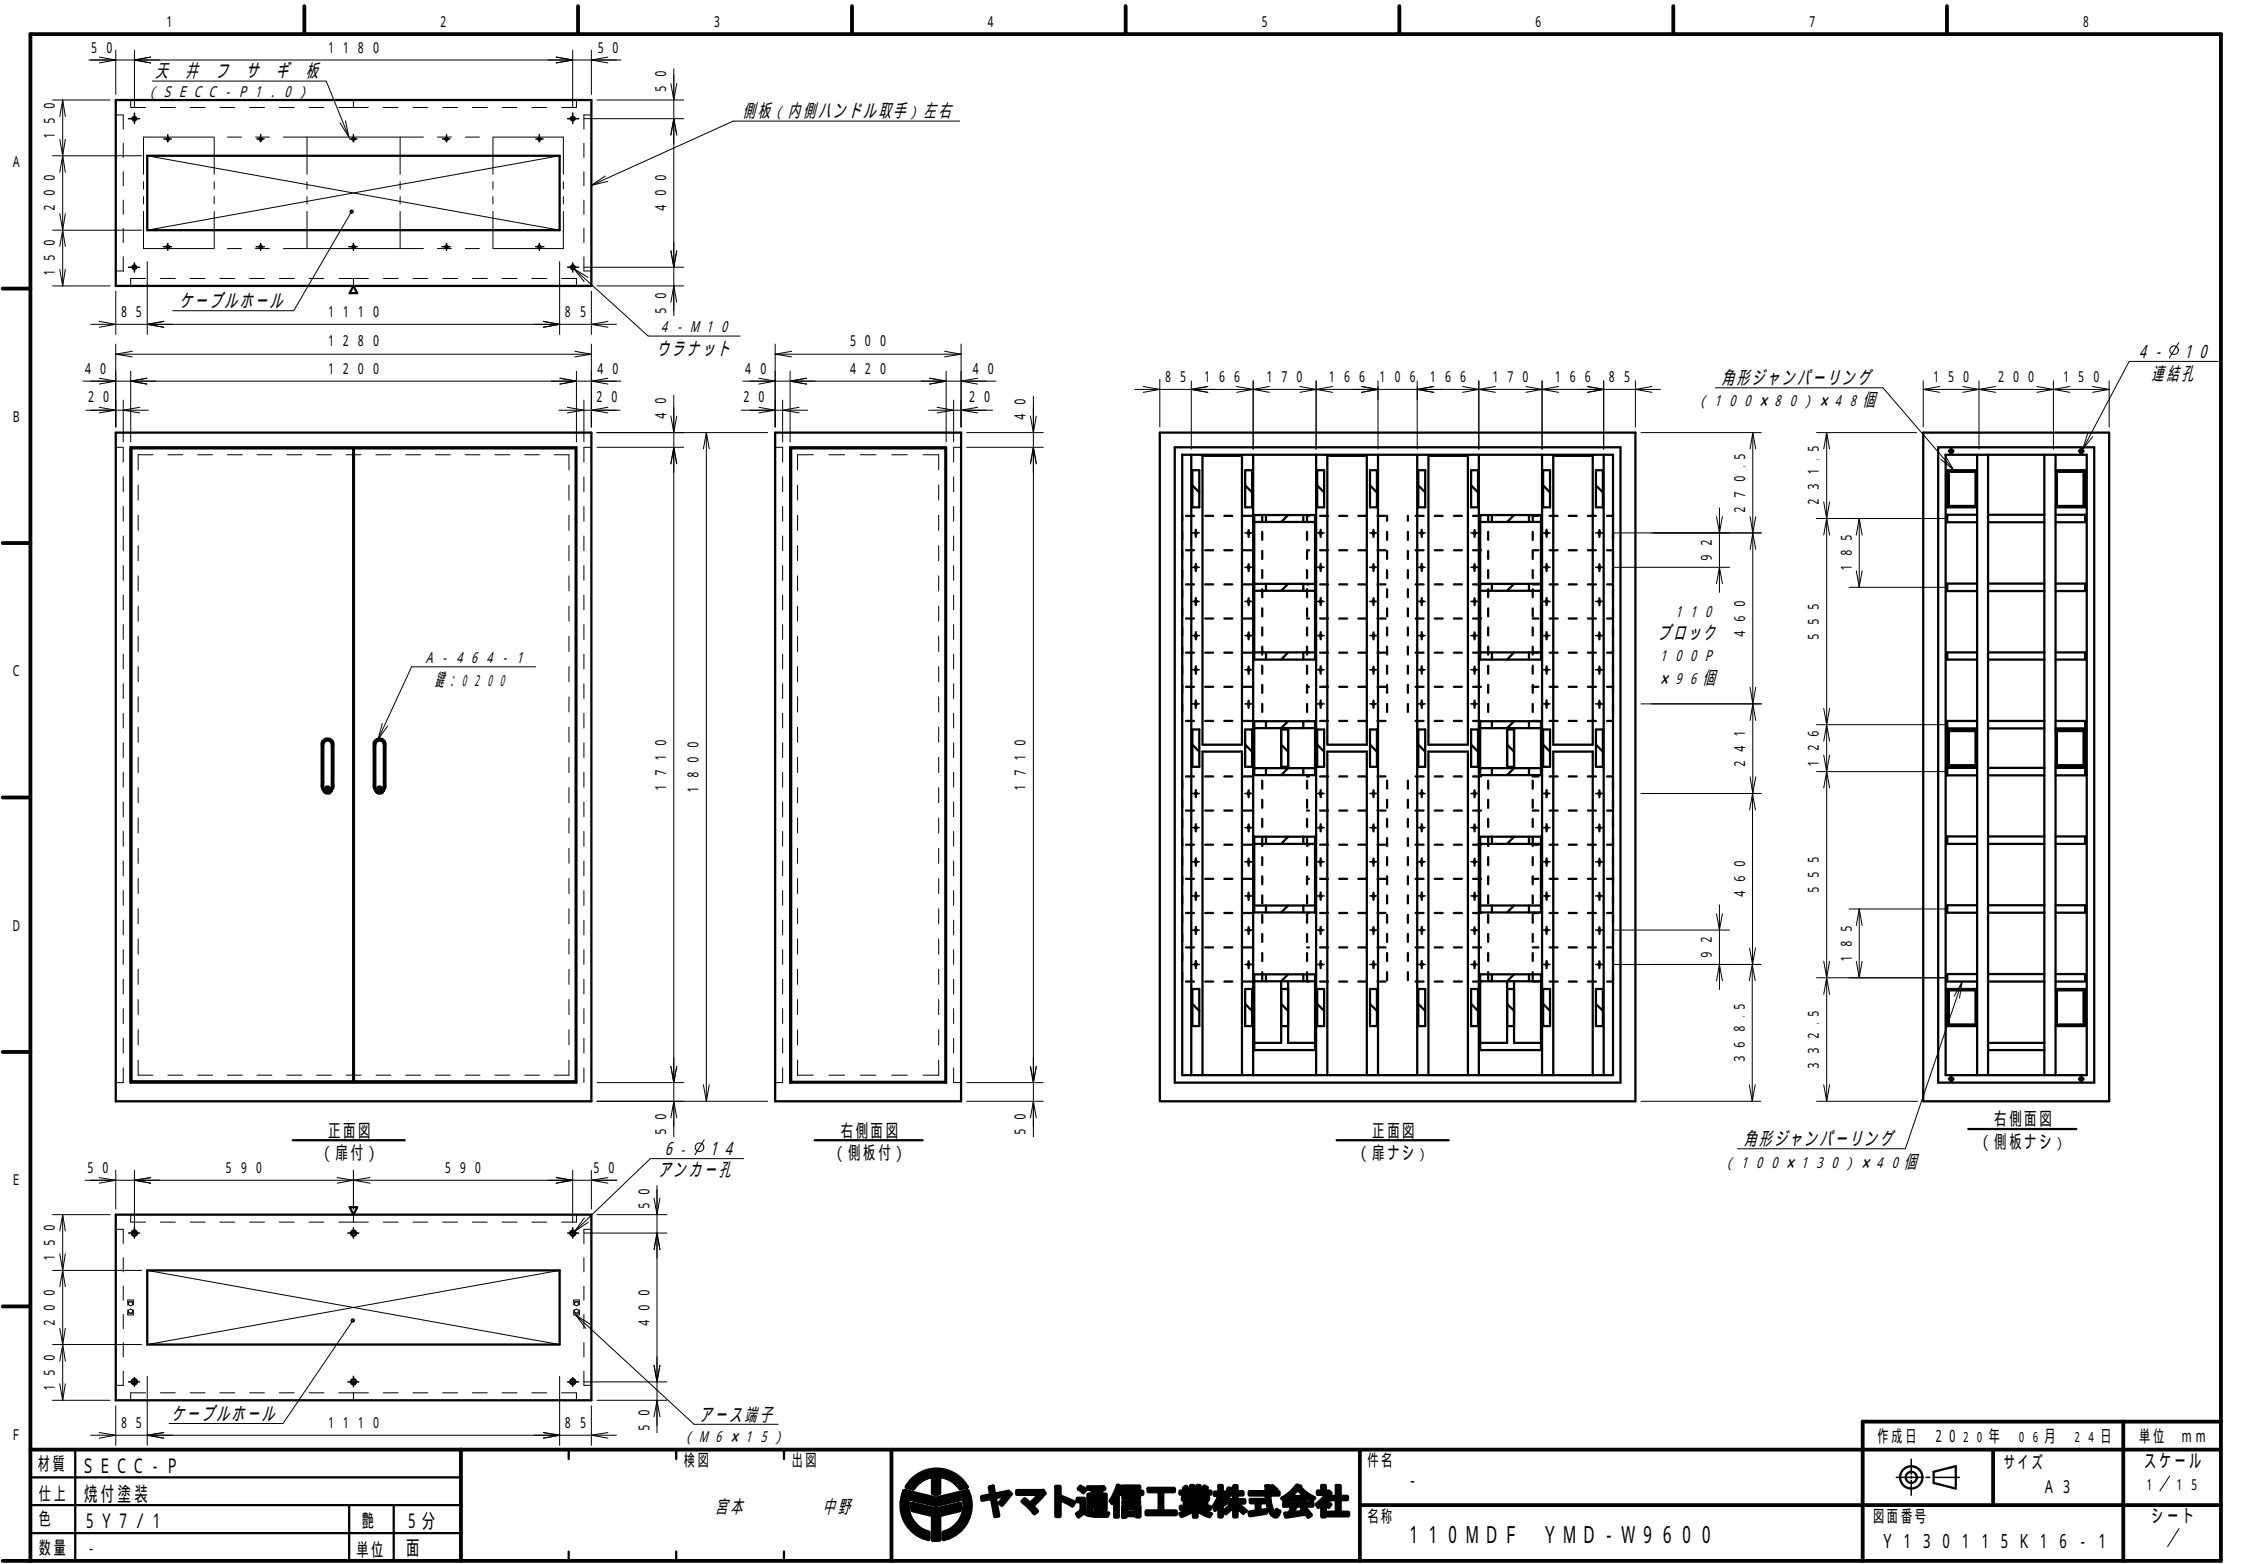 1 2 3 4 5 6 7 8
A
B
C
D
E
F
50 1180 50
天井フサギ板
(SECC-P1.0)
側板(内側ハンドル取手)左右
150
200
150
50
400
50
ケーブルホール
85 1110 85
4-M10
ウラナット
1280
40 1200 40
20 20
A-464-1
鍵:0200
40
1710
1800
50
正面図
(扉付)
500
40 420 40
20 20
40
1710
50
右側面図
(側板付)
85 166 170 166 106 166 170 166 85
270.5
92
460
110
ブロック
100P
×96個
241
460
92
368.5
正面図
(扉ナシ)
角形ジャンパーリング
(100×80)×48個
4-φ10
連結孔
150 200 150
231.5
185
555
126
555
185
332.5
角形ジャンパーリング
(100×130)×40個
右側面図
(側板ナシ)
50 590 590 50
6-φ14
アンカー孔
150
200
150
50
400
50
ケーブルホール
85 1110 85
アース端子
(M6×15)
材質 SECC-P
仕上 焼付塗装
色 5Y7/1 艶 5分
数量 - 単位 面
検図 出図
宮本 中野
ヤマト通信工業株式会社
件名
-
名称
110MDF YMD-W9600
作成日 2020年 06月 24日 単位 mm
サイズ
A3
スケール
1/15
図面番号
Y130115K16-1
シート
/